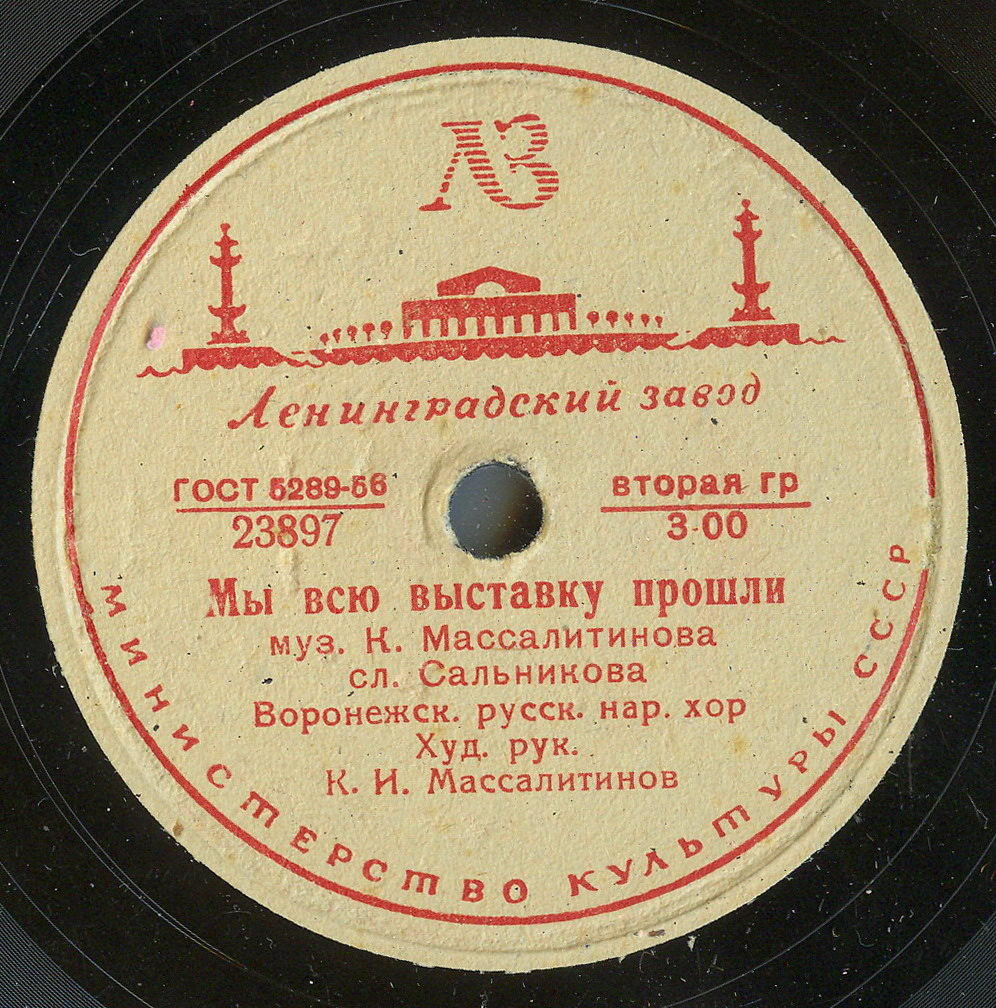 ЛЗ
Ленинградский завод
ГОСТ 5289-56
23897
вторая гр
3-00
Мы всю выставку прошли
муз. К. Массалитинова
сл. Сальникова
Воронежск. русск. нар. хор
Худ. рук.
К. И. Массалитинов
МИНИСТЕРСТВО КУЛЬТУРЫ СССР